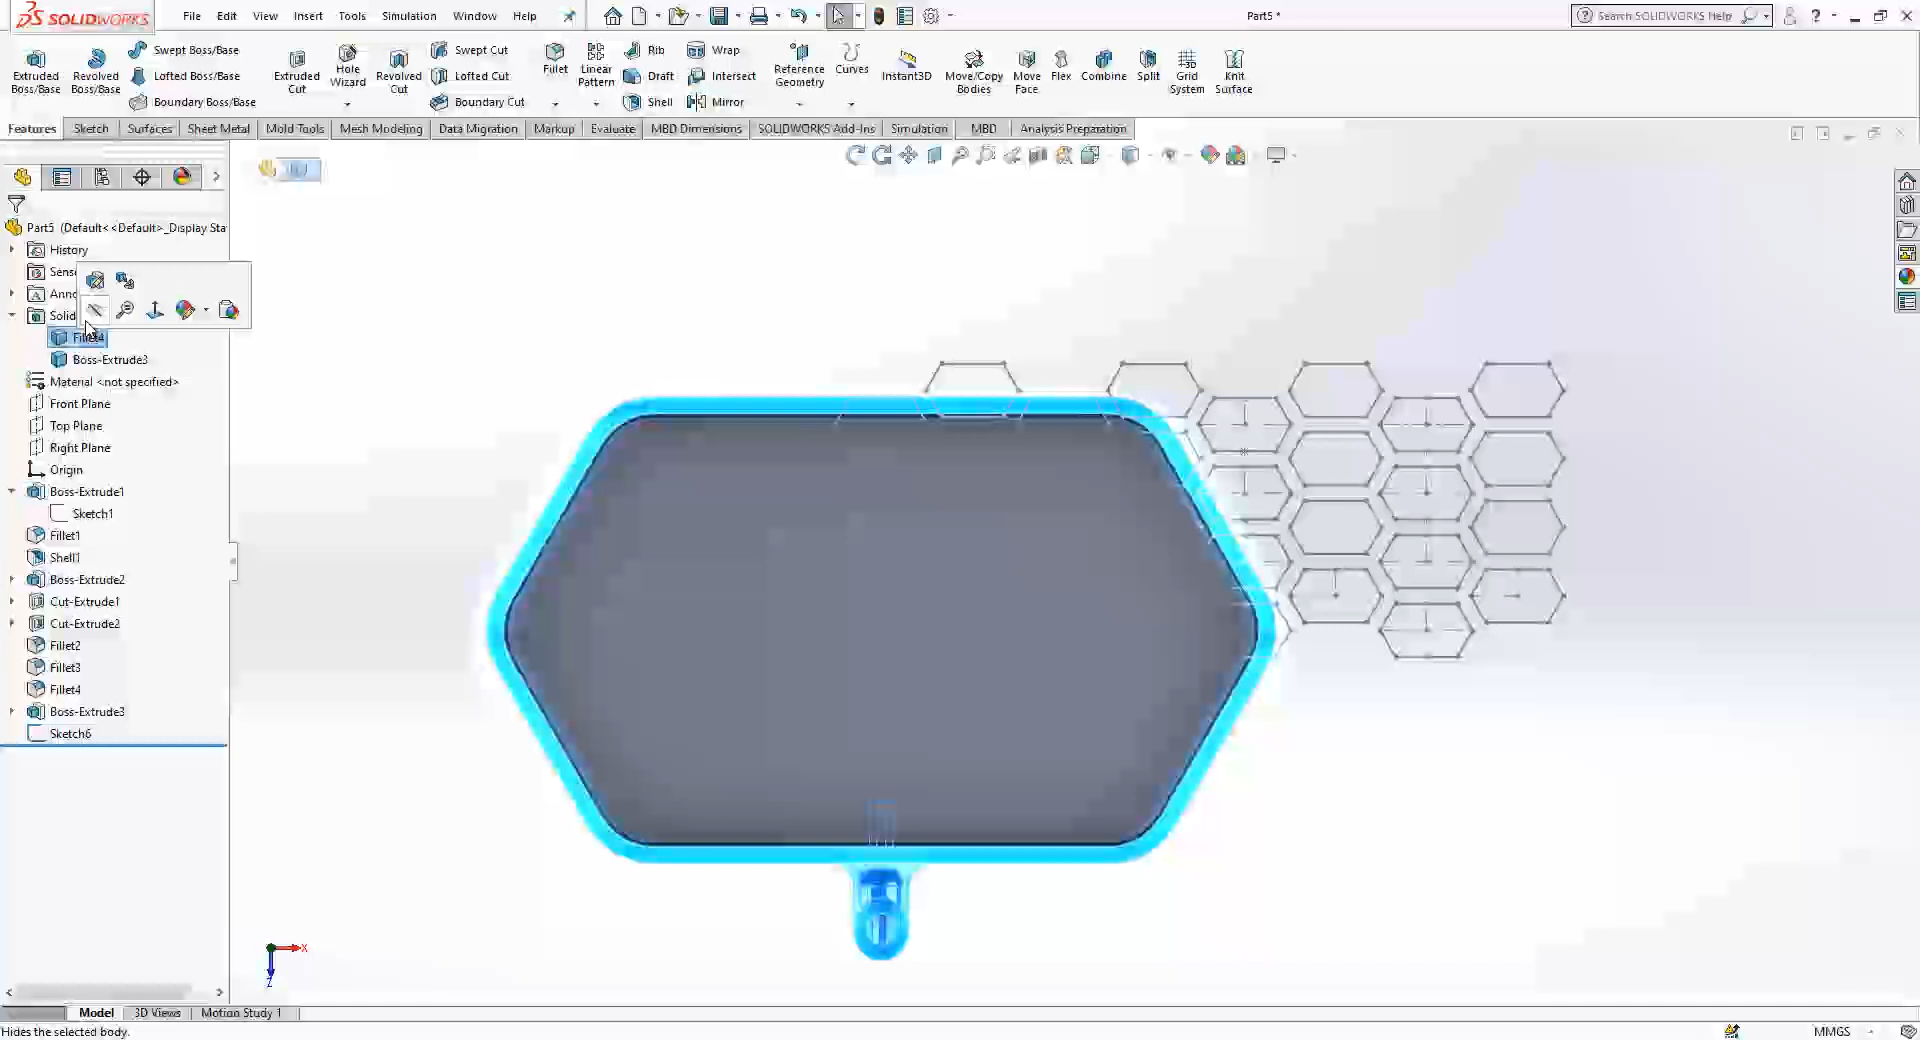 SOLIDWORKS
File Edit View Insert Tools Simulation Window Help
Part5 *
Search SOLIDWORKS Help
Extruded Boss/Base
Revolved Boss/Base
Swept Boss/Base
Lofted Boss/Base
Boundary Boss/Base
Extruded Cut
Hole Wizard
Revolved Cut
Swept Cut
Lofted Cut
Boundary Cut
Fillet
Linear Pattern
Rib
Draft
Shell
Wrap
Intersect
Mirror
Reference Geometry
Curves
Instant3D
Move/Copy Bodies
Move Face
Flex
Combine
Split
Grid System
Knit Surface
Features Sketch Surfaces Sheet Metal Mold Tools Mesh Modeling Data Migration Markup Evaluate MBD Dimensions SOLIDWORKS Add-Ins Simulation MBD Analysis Preparation
Part5 (Default<<Default>_Display Sta
History
Sens
Anno
Solid
Fillet4
Boss-Extrude3
Material <not specified>
Front Plane
Top Plane
Right Plane
Origin
Boss-Extrude1
Sketch1
Fillet1
Shell1
Boss-Extrude2
Cut-Extrude1
Cut-Extrude2
Fillet2
Fillet3
Fillet4
Boss-Extrude3
Sketch6
X
Z
Model 3D Views Motion Study 1
Hides the selected body.
MMGS